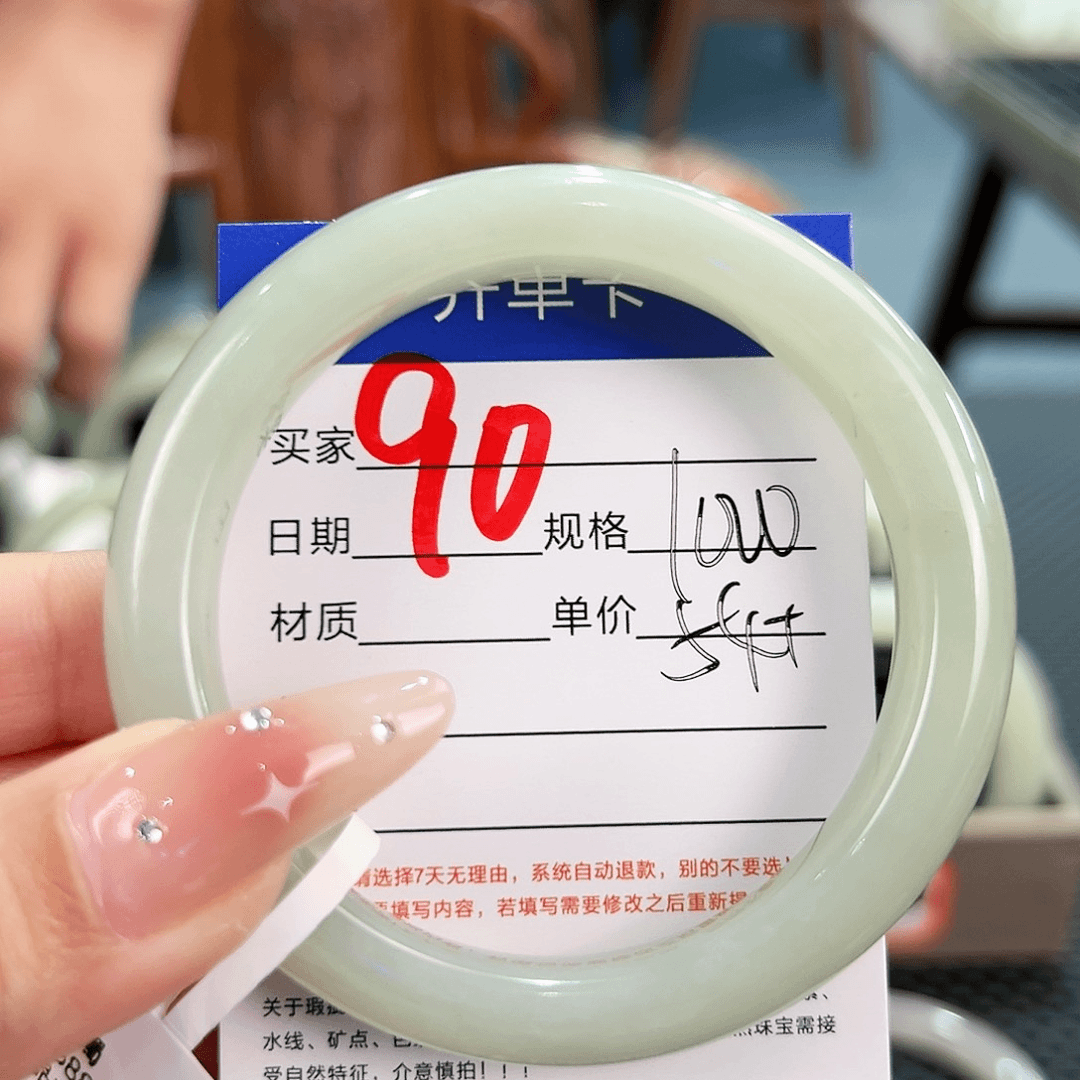 开单卡
买家 90
日期 规格 1000
材质 单价
请选择7天无理由，系统自动退款，别的不要选！
填写内容，若填写需要修改之后重新
关于瑕
水线、矿点、 珠宝需接
受自然特征，介意慎拍！！！